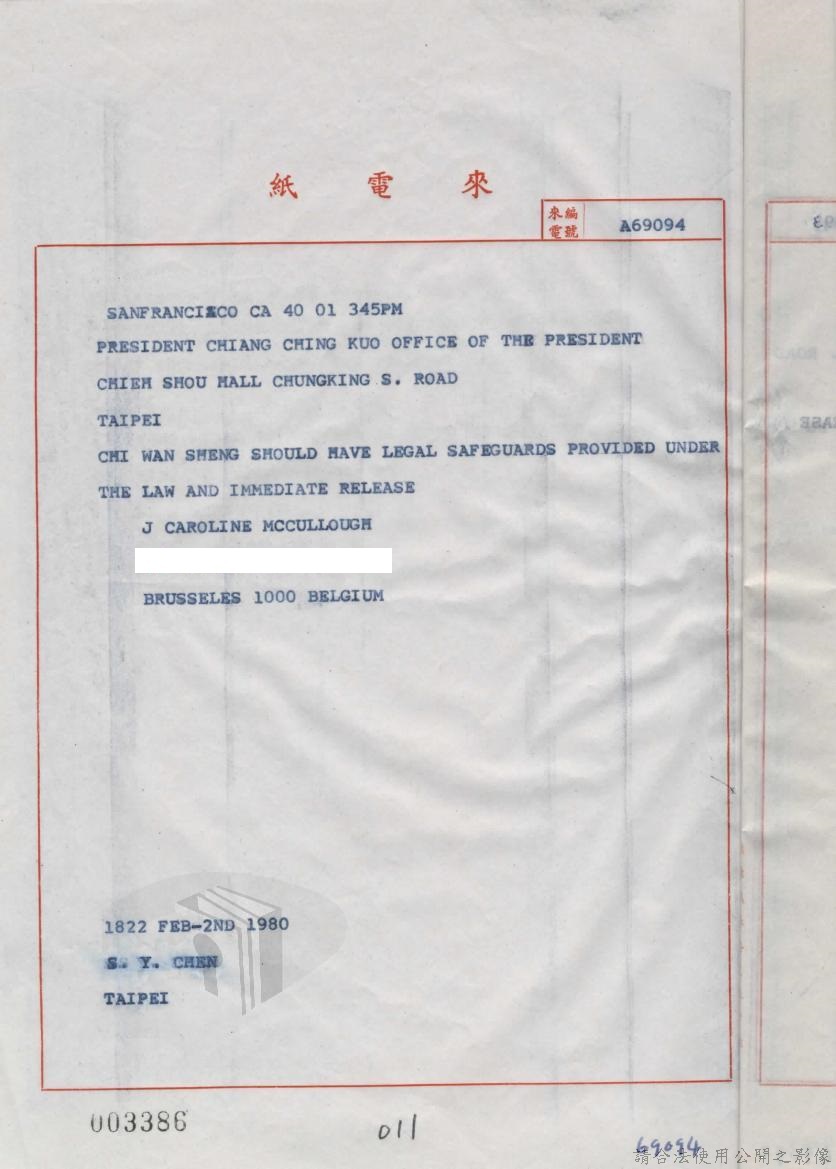 紙電來
來編
電號
A69094
SANFRANCISCO CA 40 01 345PM
PRESIDENT CHIANG CHING KUO OFFICE OF THE PRESIDENT
CHIEH SHOU HALL CHUNGKING S. ROAD
TAIPEI
CHI WAN SHENG SHOULD HAVE LEGAL SAFEGUARDS PROVIDED UNDER
THE LAW AND IMMEDIATE RELEASE
J CAROLINE MCCULLOUGH
BRUSSELES 1000 BELGIUM
1822 FEB-2ND 1980
S. Y. CHEN
TAIPEI
003386
011
69094
請合法使用公開之影像